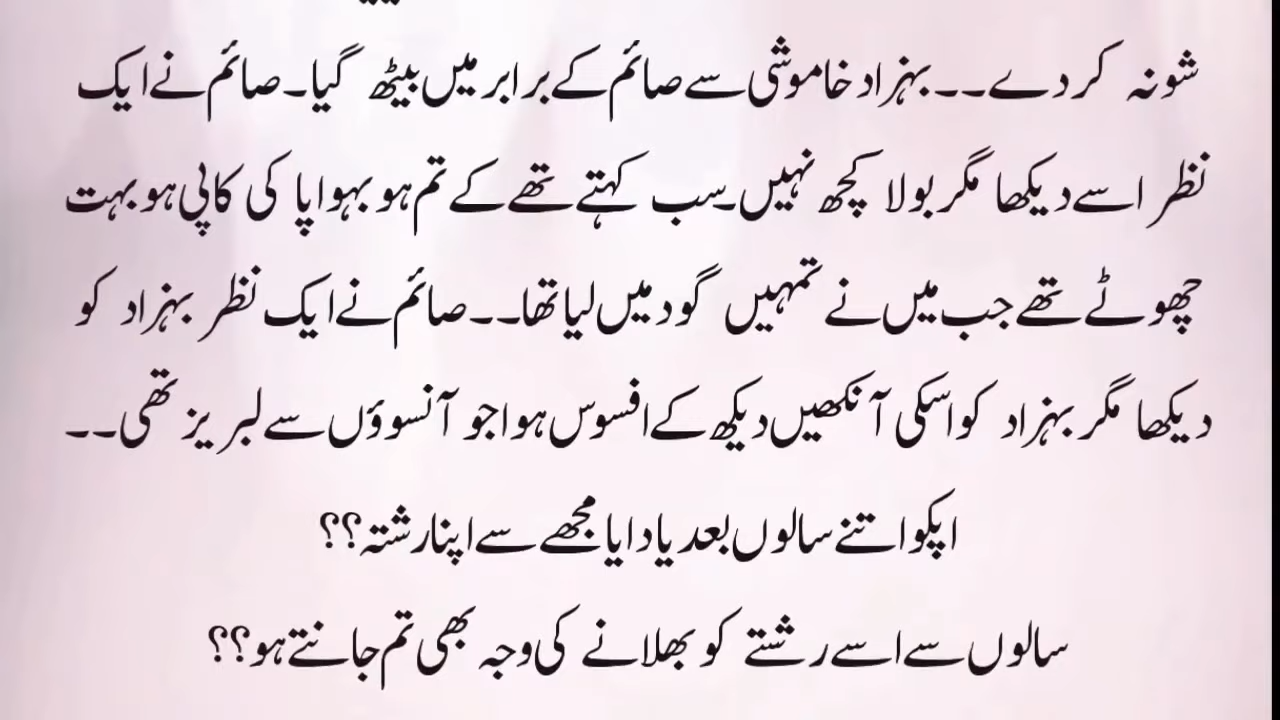 شو نہ کر دے۔۔۔ بہزاد خاموشی سے صائم کے برابر میں بیٹھ گیا۔ صائم نے ایک
نظر اسے دیکھا مگر بولا کچھ نہیں۔سب کہتے تھے کے تم ہو بہو اپا کی کاپی ہو بہت
چھوٹے تھے جب میں نے تمہیں گود میں لیا تھا۔۔ صائم نے ایک نظر بہزاد کو
دیکھا مگر بہزاد کو اسکی آنکھیں دیکھ کے افسوس ہوا جو آنسوؤں سے لبریز تھی۔۔
اپکو اتنے سالوں بعد یاد ایا مجھے سے اپنا رشتہ؟؟
سالوں سے اسے رشتے کو بھلانے کی وجہ بھی تم جانتے ہو؟؟